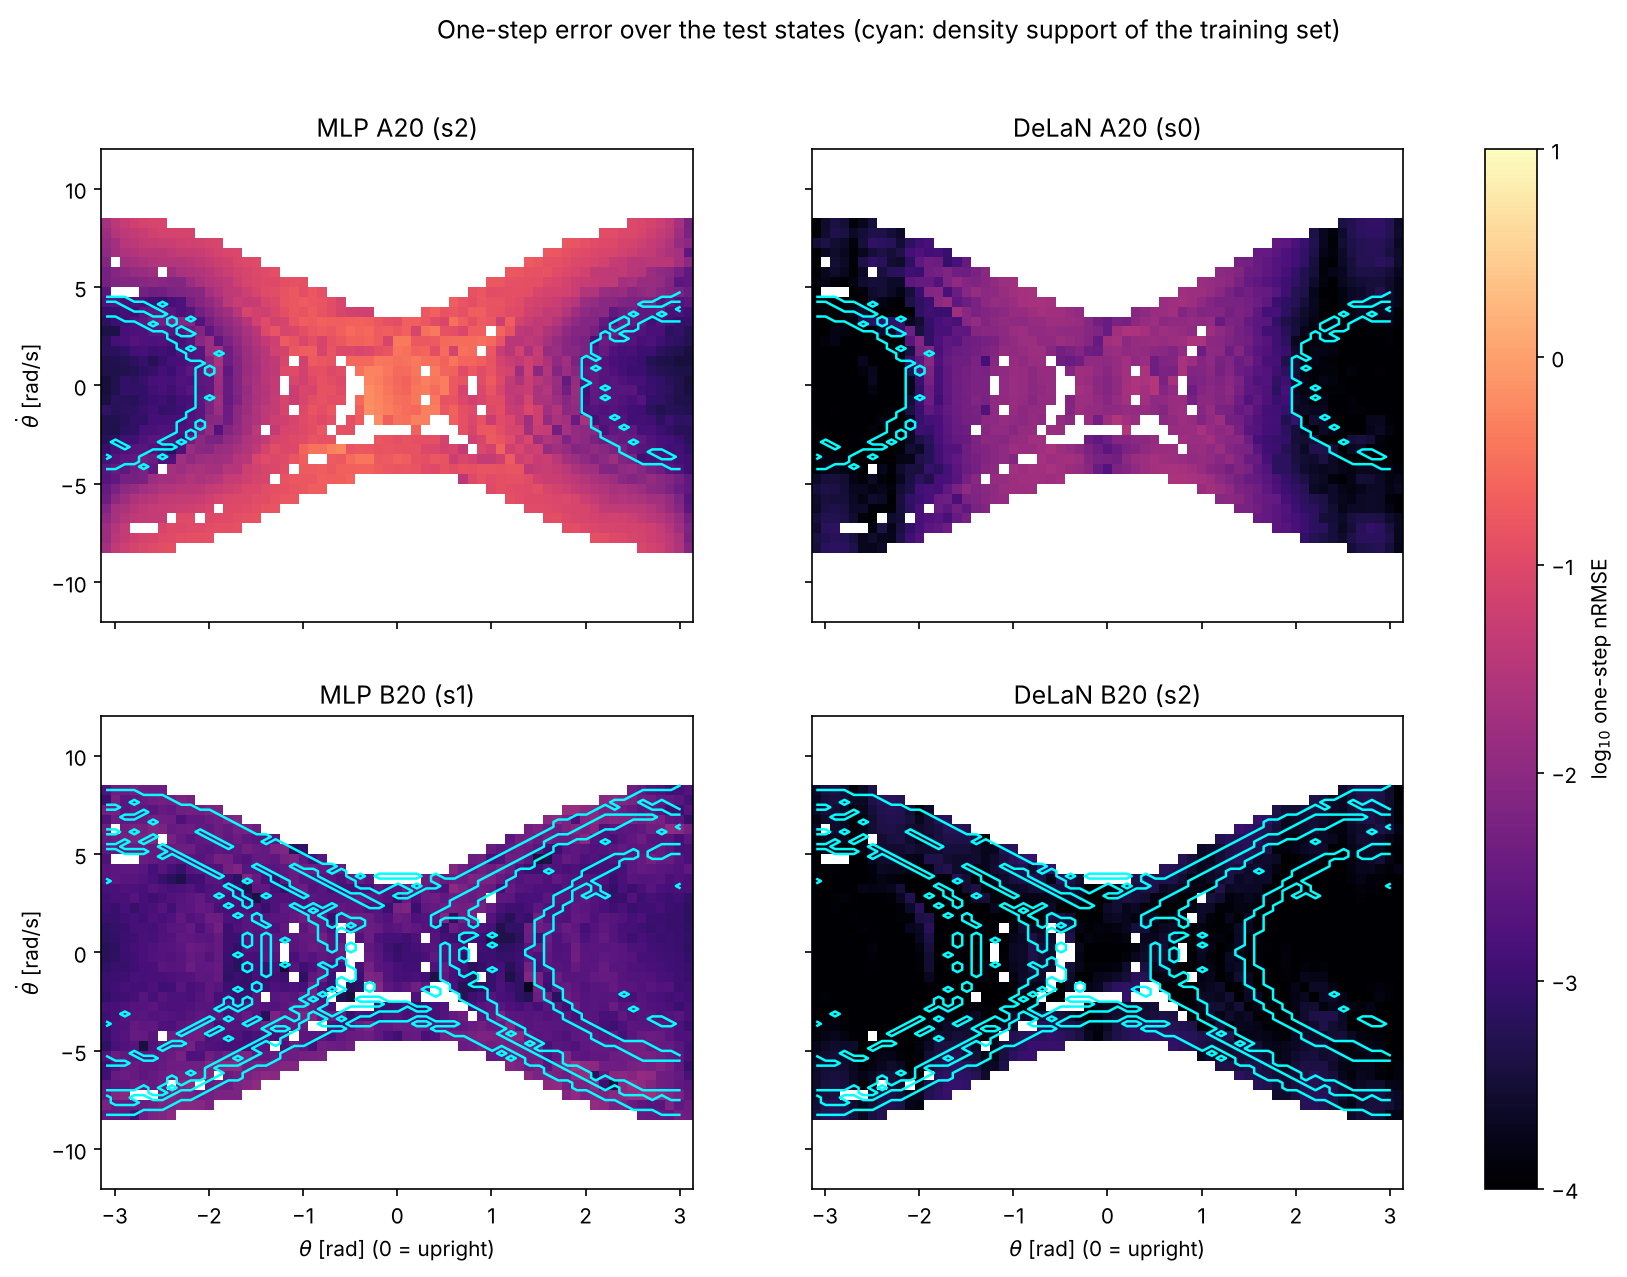 One-step error over the test states (cyan: density support of the training set)
MLP A20 (s2)
DeLaN A20 (s0)
10
5
0
−5
−10
θ̇ [rad/s]
MLP B20 (s1)
DeLaN B20 (s2)
10
5
0
−5
−10
θ̇ [rad/s]
−3 −2 −1 0 1 2 3
−3 −2 −1 0 1 2 3
θ [rad] (0 = upright)
θ [rad] (0 = upright)
1
0
−1
−2
−3
−4
log₁₀ one-step nRMSE